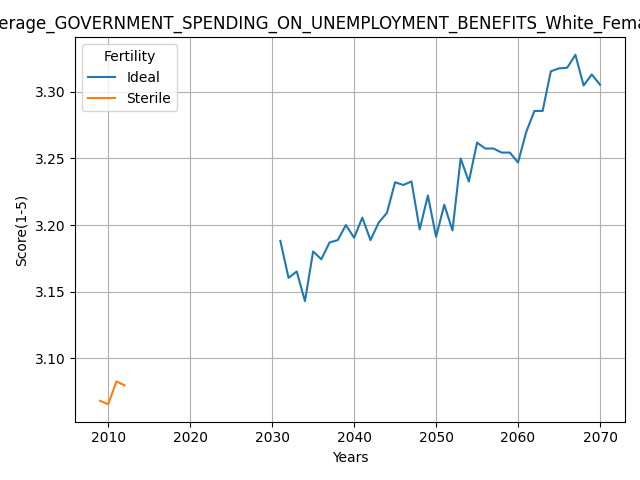 erage_GOVERNMENT_SPENDING_ON_UNEMPLOYMENT_BENEFITS_White_Fema
Fertility
Ideal
Sterile
3.30
3.25
3.20
3.15
3.10
Score(1-5)
2010 2020 2030 2040 2050 2060 2070
Years